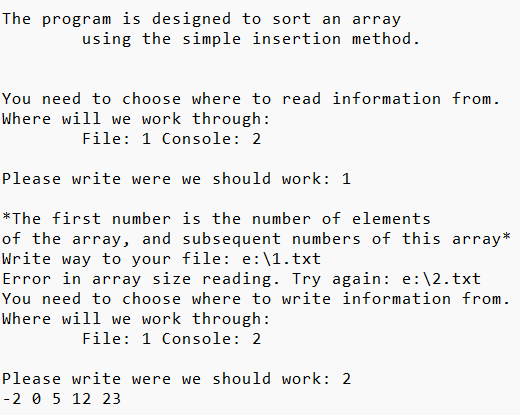 The program is designed to sort an array
using the simple insertion method.
You need to choose where to read information from.
Where will we work through:
File: 1 Console: 2
Please write were we should work: 1
*The first number is the number of elements
of the array, and subsequent numbers of this array*
Write way to your file: e:\1.txt
Error in array size reading. Try again: e:\2.txt
You need to choose where to write information from.
Where will we work through:
File: 1 Console: 2
Please write were we should work: 2
-2 0 5 12 23